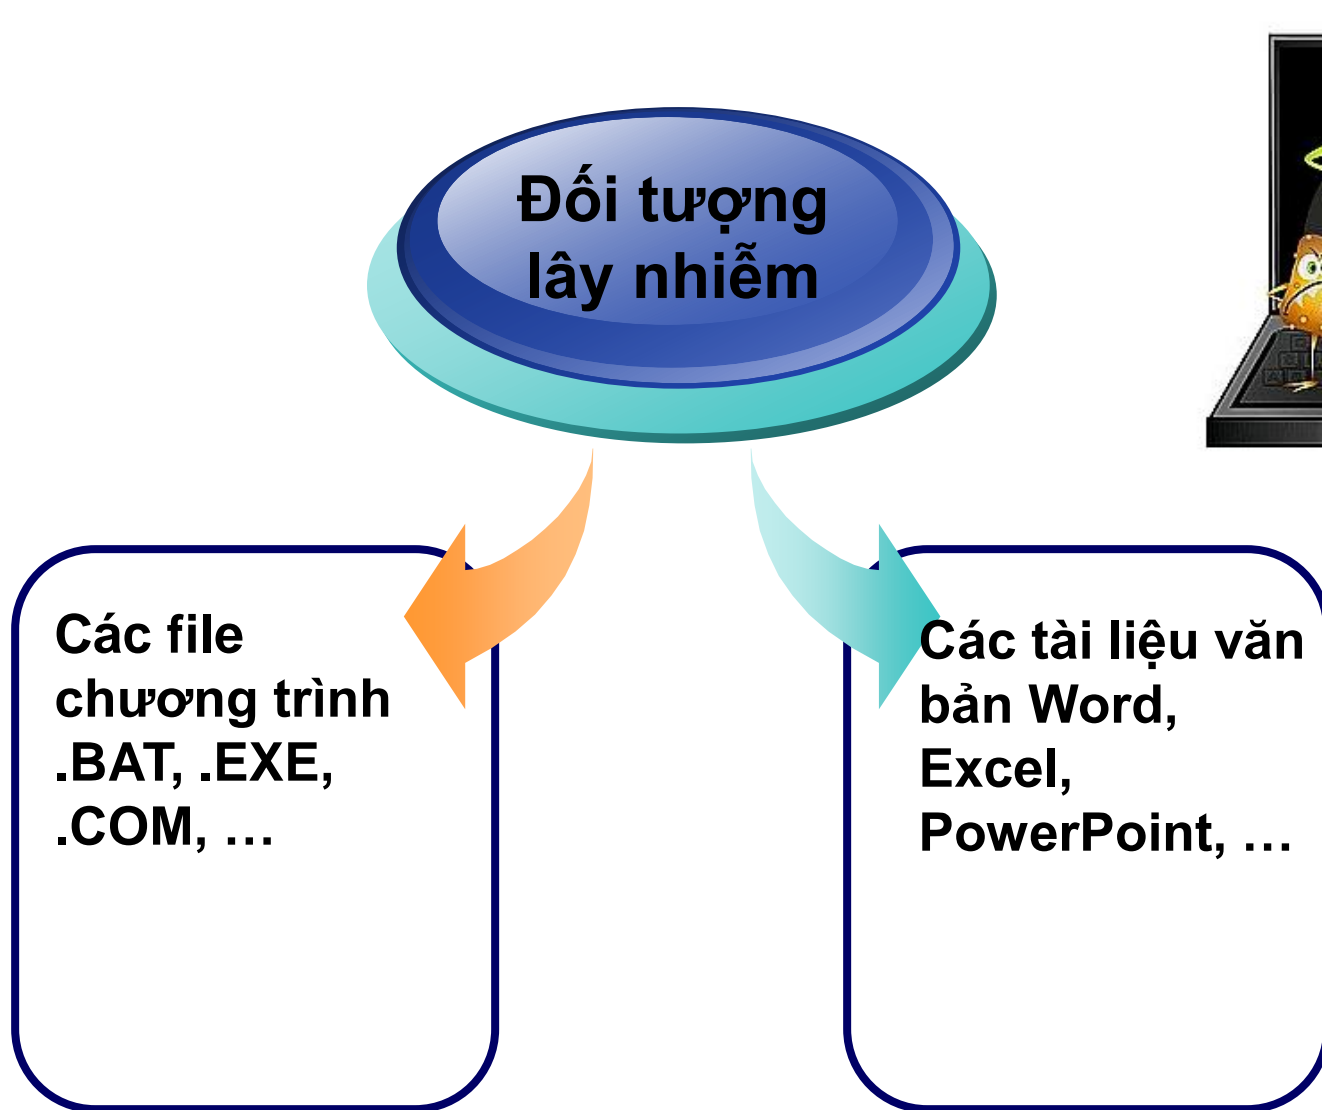 Đối tượng
lây nhiễm
Các file
chương trình
.BAT, .EXE,
.COM, …
Các tài liệu văn
bản Word,
Excel,
PowerPoint, …